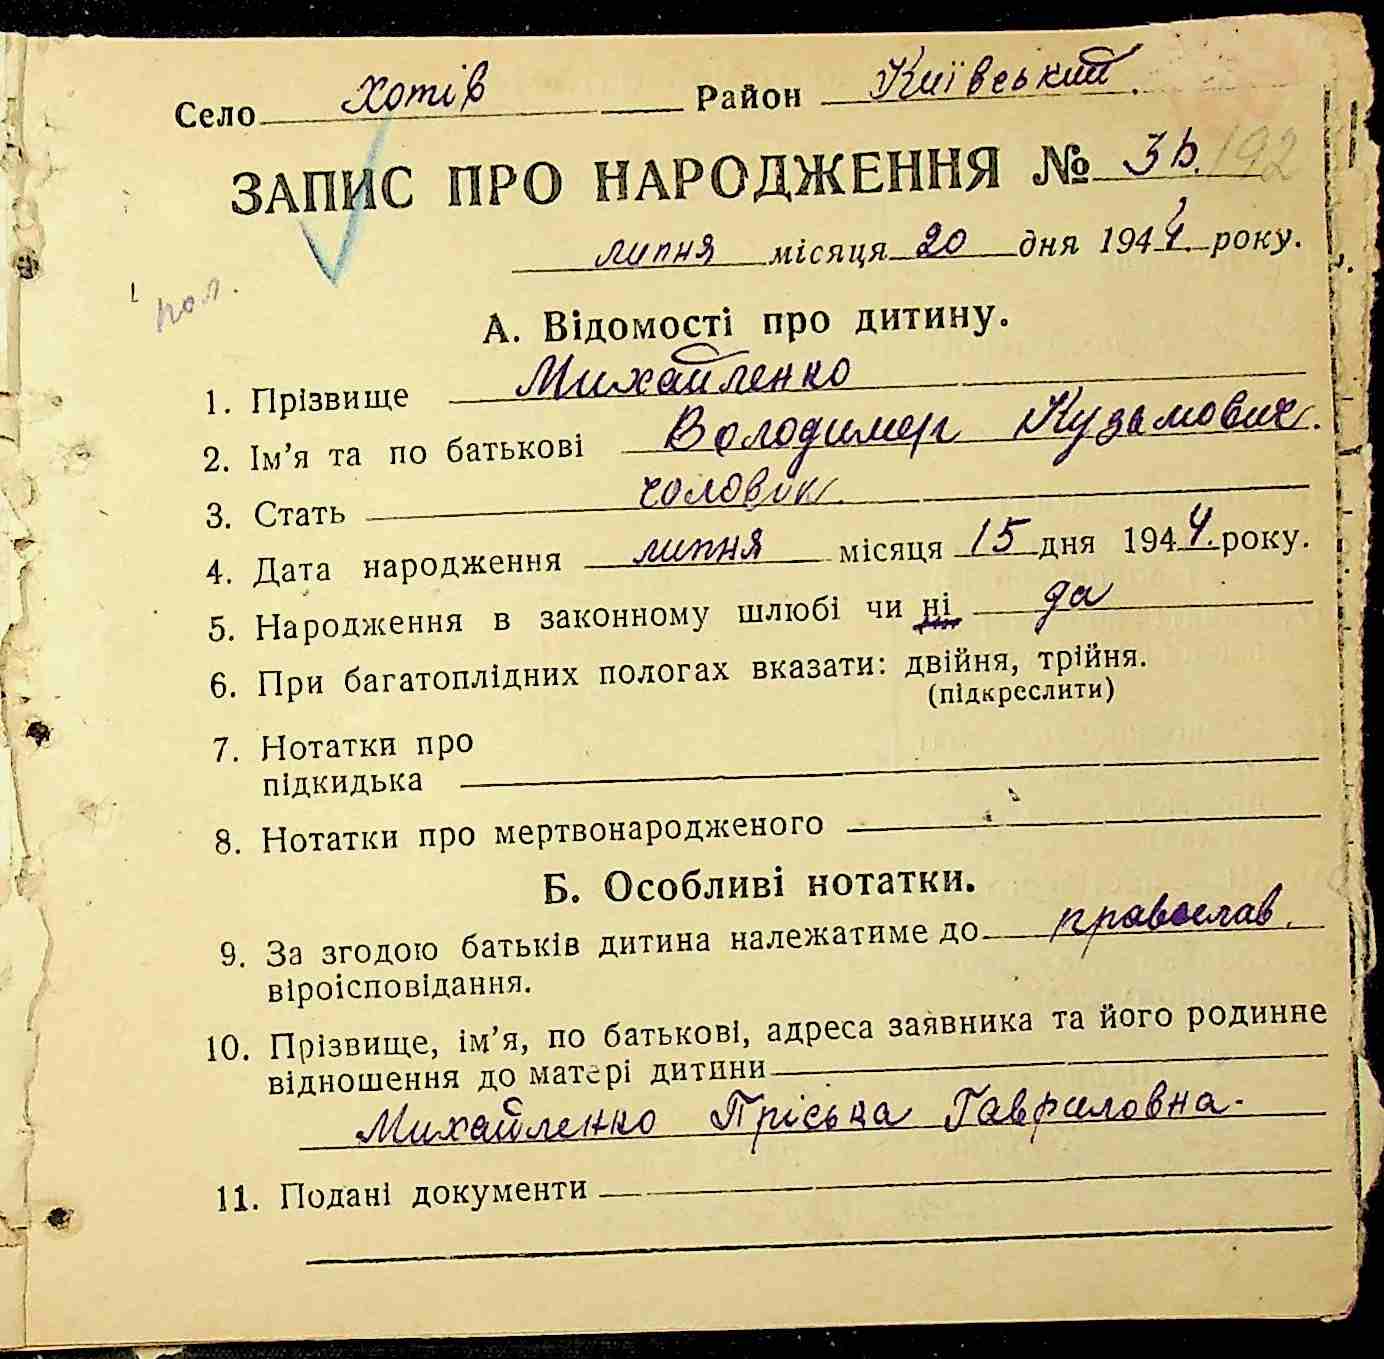 Село Хотів Район Київський.
ЗАПИС ПРО НАРОДЖЕННЯ № 192
липня місяця 20 дня 1944 року.
пол.
А. Відомості про дитину.
1. Прізвище Михайленко
2. Ім'я та по батькові Володимер Кузьмович.
3. Стать чоловік.
4. Дата народження липня місяця 15 дня 1944. року.
5. Народження в законному шлюбі чи ні да
6. При багатоплідних пологах вказати: двійня, трійня.
(підкреслити)
7. Нотатки про
підкидька
8. Нотатки про мертвонародженого
Б. Особливі нотатки.
9. За згодою батьків дитина належатиме до православ.
віроісповідання.
10. Прізвище, ім'я, по батькові, адреса заявника та його родинне
відношення до матері дитини
Михайленко Пріська Гавриловна.
11. Подані документи